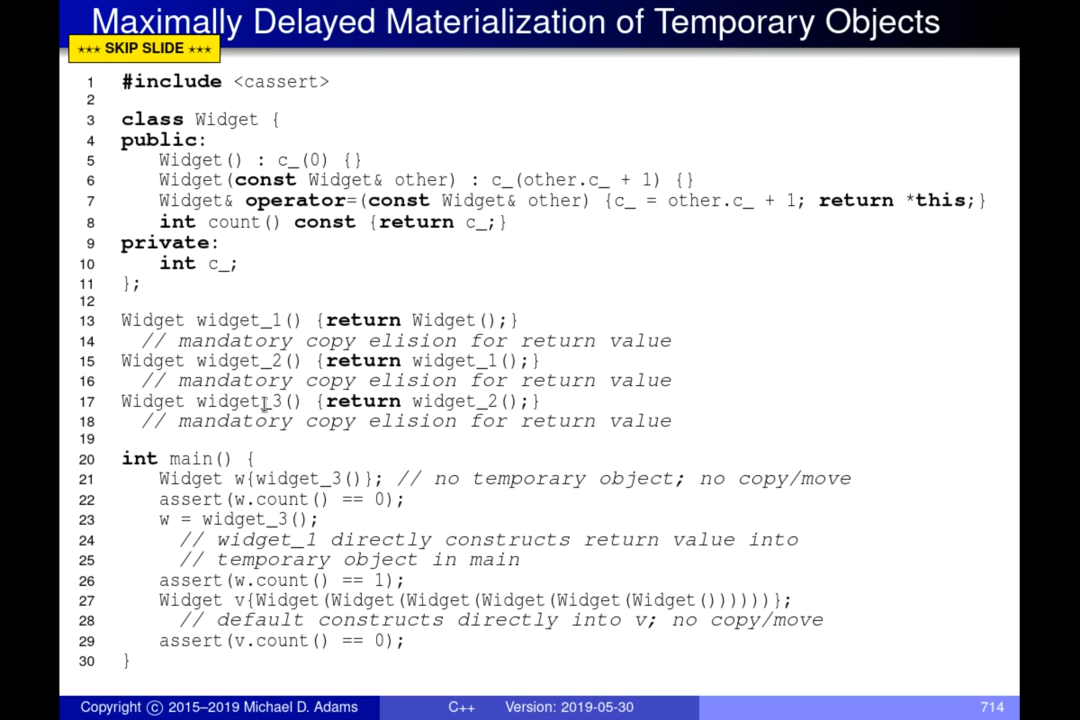 Maximally Delayed Materialization of Temporary Objects
*** SKIP SLIDE ***
1 #include <cassert>
2
3 class Widget {
4 public:
5 Widget() : c_(0) {}
6 Widget(const Widget& other) : c_(other.c_ + 1) {}
7 Widget& operator=(const Widget& other) {c_ = other.c_ + 1; return *this;}
8 int count() const {return c_;}
9 private:
10 int c_;
11 };
12
13 Widget widget_1() {return Widget();}
14 // mandatory copy elision for return value
15 Widget widget_2() {return widget_1();}
16 // mandatory copy elision for return value
17 Widget widget_3() {return widget_2();}
18 // mandatory copy elision for return value
19
20 int main() {
21 Widget w{widget_3()}; // no temporary object; no copy/move
22 assert(w.count() == 0);
23 w = widget_3();
24 // widget_1 directly constructs return value into
25 // temporary object in main
26 assert(w.count() == 1);
27 Widget v{Widget(Widget(Widget(Widget(Widget(Widget())))))};
28 // default constructs directly into v; no copy/move
29 assert(v.count() == 0);
30 }
Copyright © 2015–2019 Michael D. Adams C++ Version: 2019-05-30 714